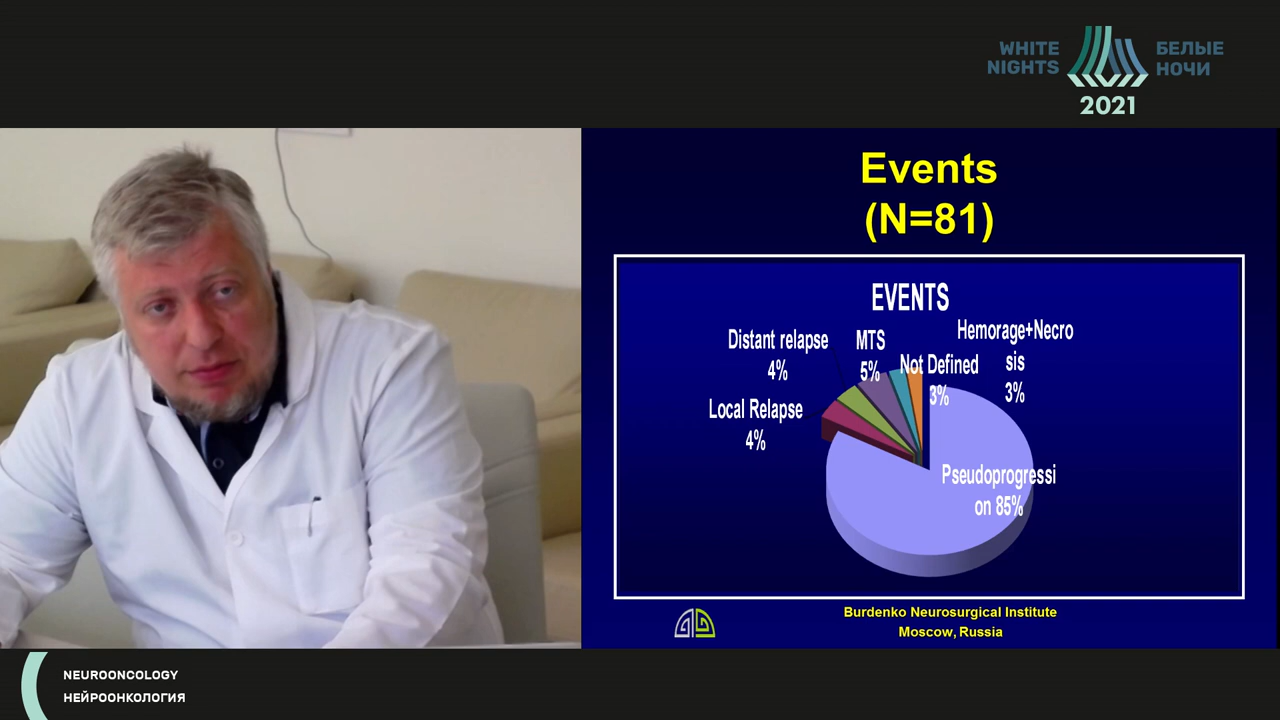 WHITE
NIGHTS
БЕЛЫЕ
НОЧИ
2021
Events
(N=81)
EVENTS
Distant relapse
4%
MTS
5%
Hemorage+Necro
sis
3%
Not Defined
3%
Local Relapse
4%
Pseudoprogressi
on 85%
Burdenko Neurosurgical Institute
Moscow, Russia
NEUROONCOLOGY
НЕЙРООНКОЛОГИЯ